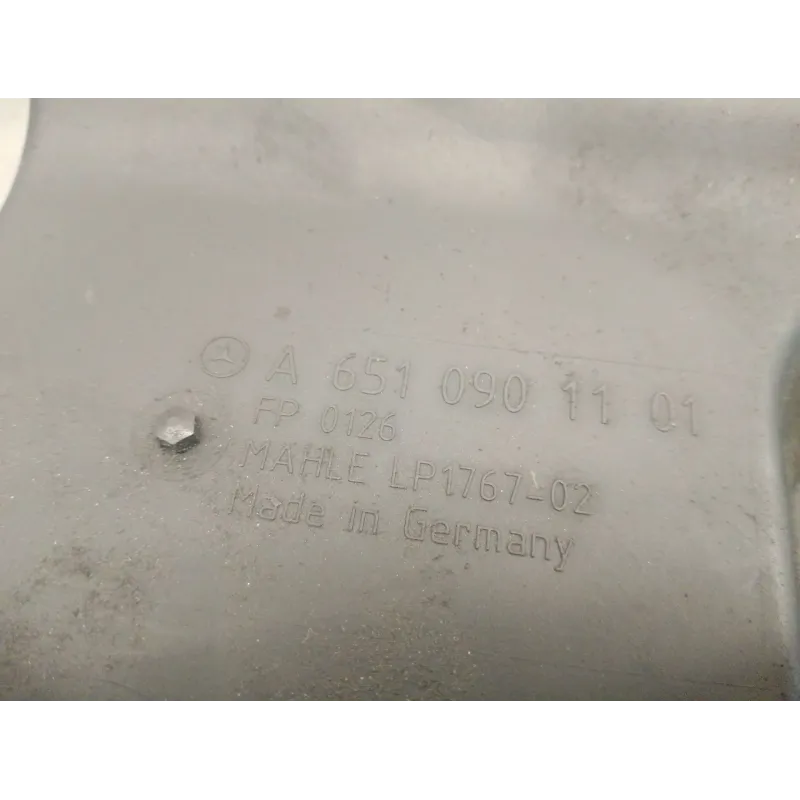 A 651 090 11 01
FP 0126
MAHLE LP1767-02
Made in Germany